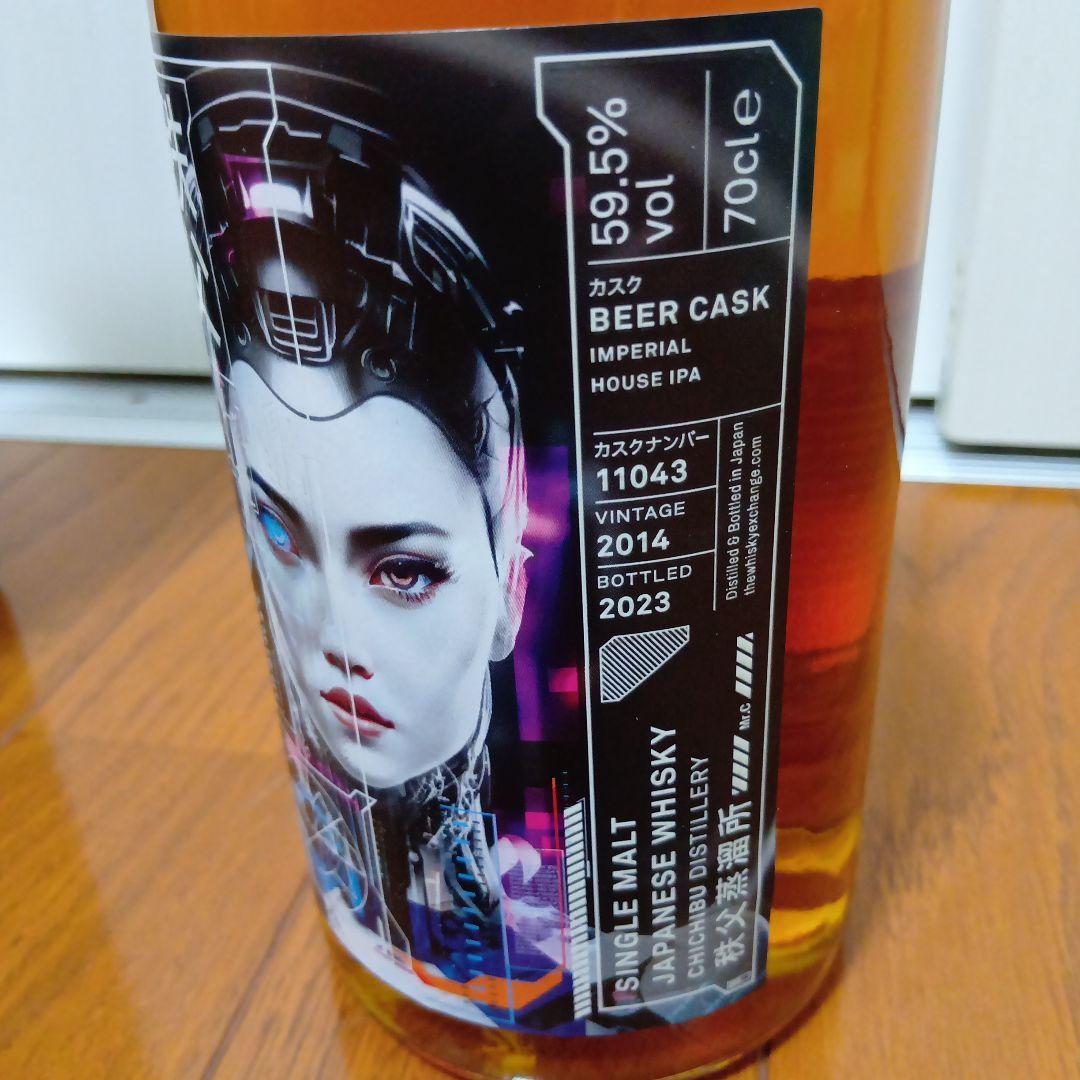 59.5%
vol
70cl e
カスク
BEER CASK
IMPERIAL
HOUSE IPA
カスクナンバー
11043
VINTAGE
2014
BOTTLED
2023
Distilled & Bottled in Japan
thewhiskyexchange.com
SINGLE MALT
JAPANESE WHISKY
CHICHIBU DISTILLERY
秩父蒸溜所
Mr.C